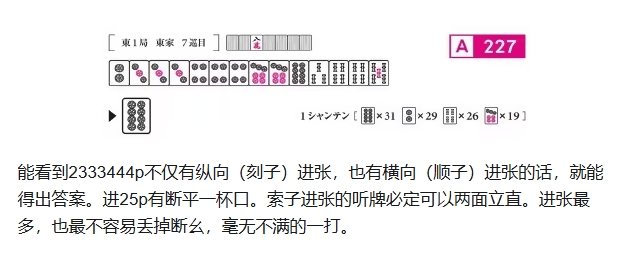 [ 東1局 東家 7巡目 ] 八萬
A 227
▶ 1シャンテン [ ×31 ×29 ×26 ×19 ]
能看到2333444p不仅有纵向（刻子）进张，也有横向（顺子）进张的话，就能
得出答案。进25p有断平一杯口。索子进张的听牌必定可以两面立直。进张最
多，也最不容易丢掉断幺，毫无不满的一打。